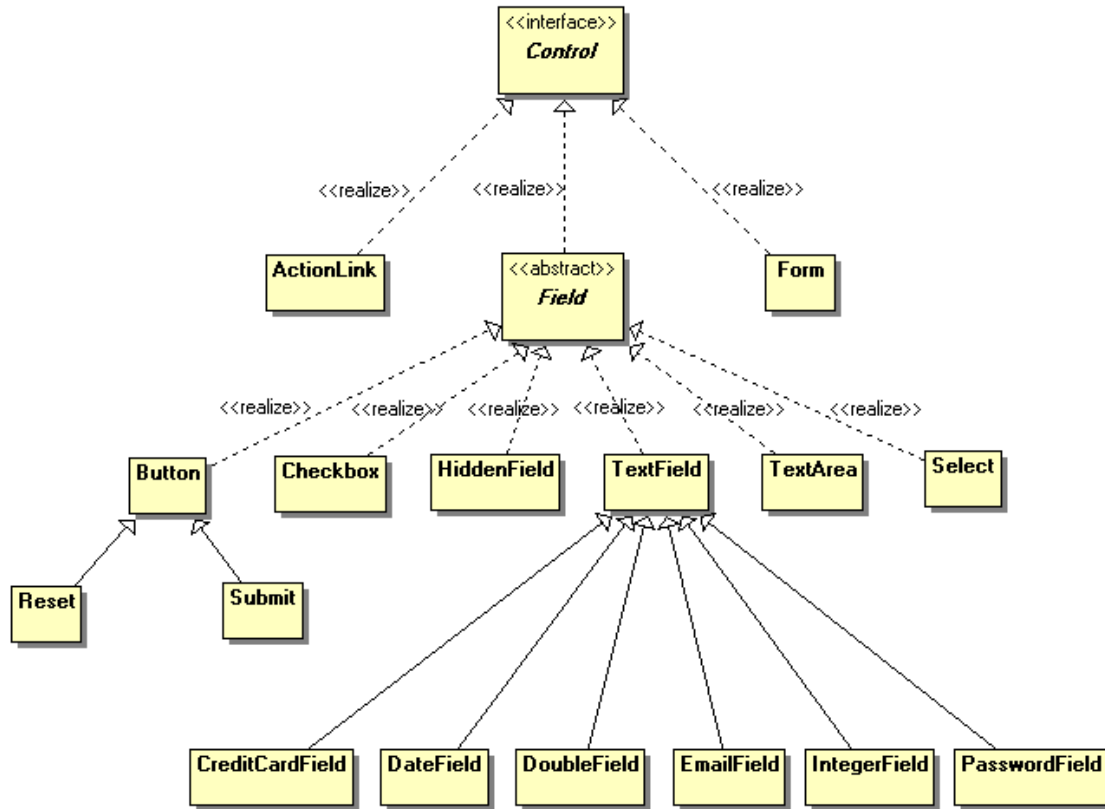 <<interface>>
Control
<<realize>>
<<realize>>
<<realize>>
ActionLink
<<abstract>>
Field
Form
<<realize>>
<<realize>>
<<realize>>
<<realize>>
<<realize>>
<<realize>>
Button
Checkbox
HiddenField
TextField
TextArea
Select
Reset
Submit
CreditCardField
DateField
DoubleField
EmailField
IntegerField
PasswordField